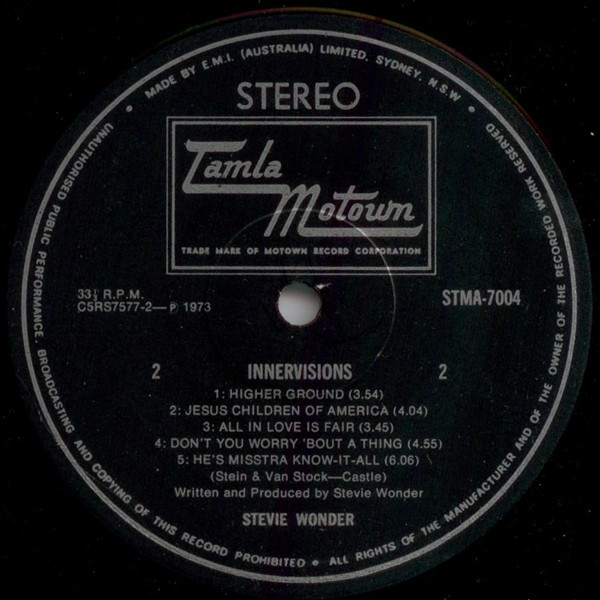 MADE BY E.M.I. (AUSTRALIA) LIMITED. SYDNEY, N.S.W •
STEREO
Tamla
Motown
TRADE MARK OF MOTOWN RECORD CORPORATION
33⅓ R.P.M.
C5RS7577-2—℗ 1973
STMA-7004
2 INNERVISIONS 2
1: HIGHER GROUND (3.54)
2: JESUS CHILDREN OF AMERICA (4.04)
3: ALL IN LOVE IS FAIR (3.45)
4: DON'T YOU WORRY 'BOUT A THING (4.55)
5: HE'S MISSTRA KNOW-IT-ALL (6.06)
(Stein & Van Stock—Castle)
Written and Produced by Stevie Wonder
STEVIE WONDER
• UNAUTHORISED PUBLIC PERFORMANCE. BROADCASTING AND COPYING OF THIS RECORD PROHIBITED • ALL RIGHTS OF THE MANUFACTURER AND OF THE OWNER OF THE RECORDED WORK RESERVED